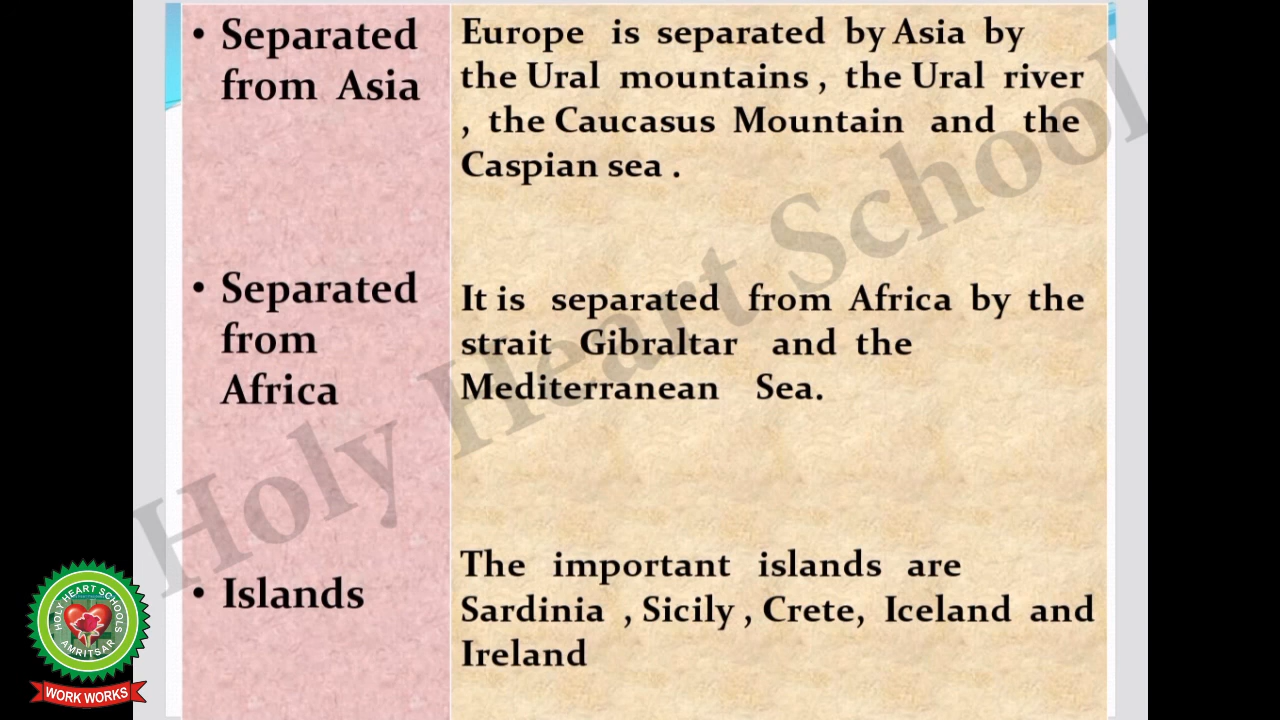 • Separated
from Asia
Europe is separated by Asia by
the Ural mountains , the Ural river
, the Caucasus Mountain and the
Caspian sea .
• Separated
from
Africa
It is separated from Africa by the
strait Gibraltar and the
Mediterranean Sea.
• Islands
The important islands are
Sardinia , Sicily , Crete, Iceland and
Ireland
Holy Heart School
HOLY HEART SCHOOLS
AMRITSAR
WORK WORKS